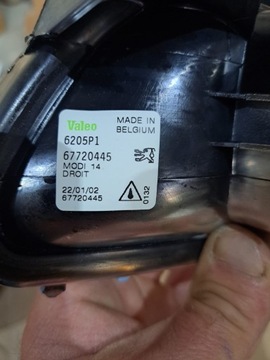 Valeo
MADE IN
BELGIUM
6205P1
67720445
MODI 14
DROIT
22/01/02
67720445
0132